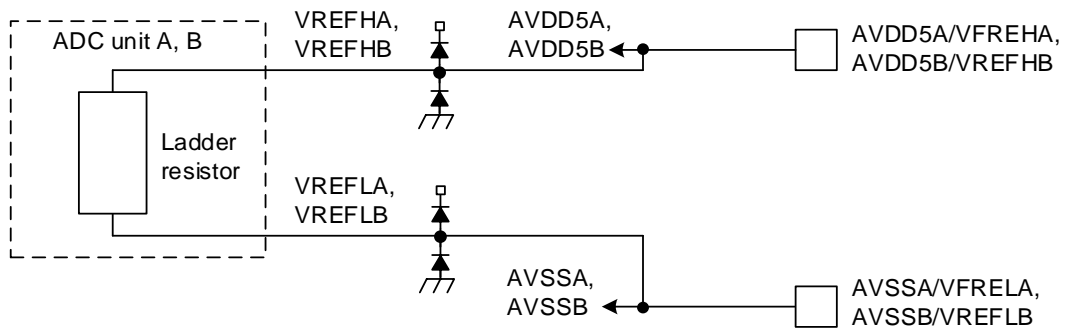 ADC unit A, B
Ladder
resistor
VREFHA,
VREFHB
AVDD5A,
AVDD5B
AVDD5A/VFREHA,
AVDD5B/VREFHB
VREFLA,
VREFLB
AVSSA,
AVSSB
AVSSA/VFRELA,
AVSSB/VREFLB